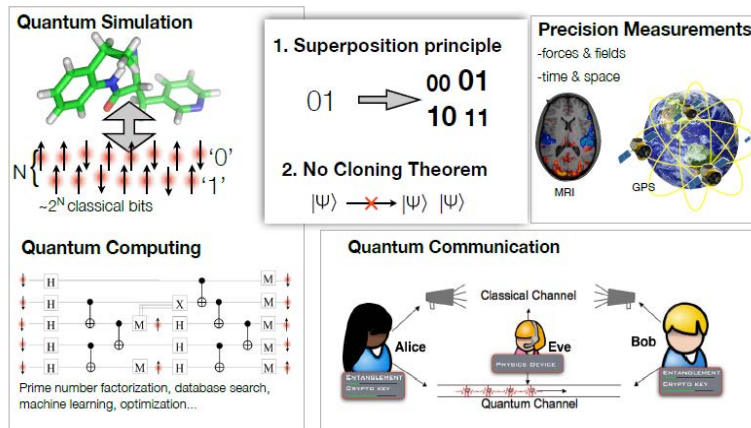 Quantum Simulation
N{
'0'
'1'
~2^N classical bits
1. Superposition principle
01
00 01
10 11
2. No Cloning Theorem
|Ψ⟩ |Ψ⟩ |Ψ⟩
Precision Measurements
-forces & fields
-time & space
MRI
GPS
Quantum Computing
H M
H X M
M H H M
H H M
H M H M
Prime number factorization, database search,
machine learning, optimization...
Quantum Communication
Classical Channel
Alice
Eve
Bob
ENTANGLEMENT
CRYPTO KEY
PHYSICS DEVICE
ENTANGLEMENT
CRYPTO KEY
Quantum Channel